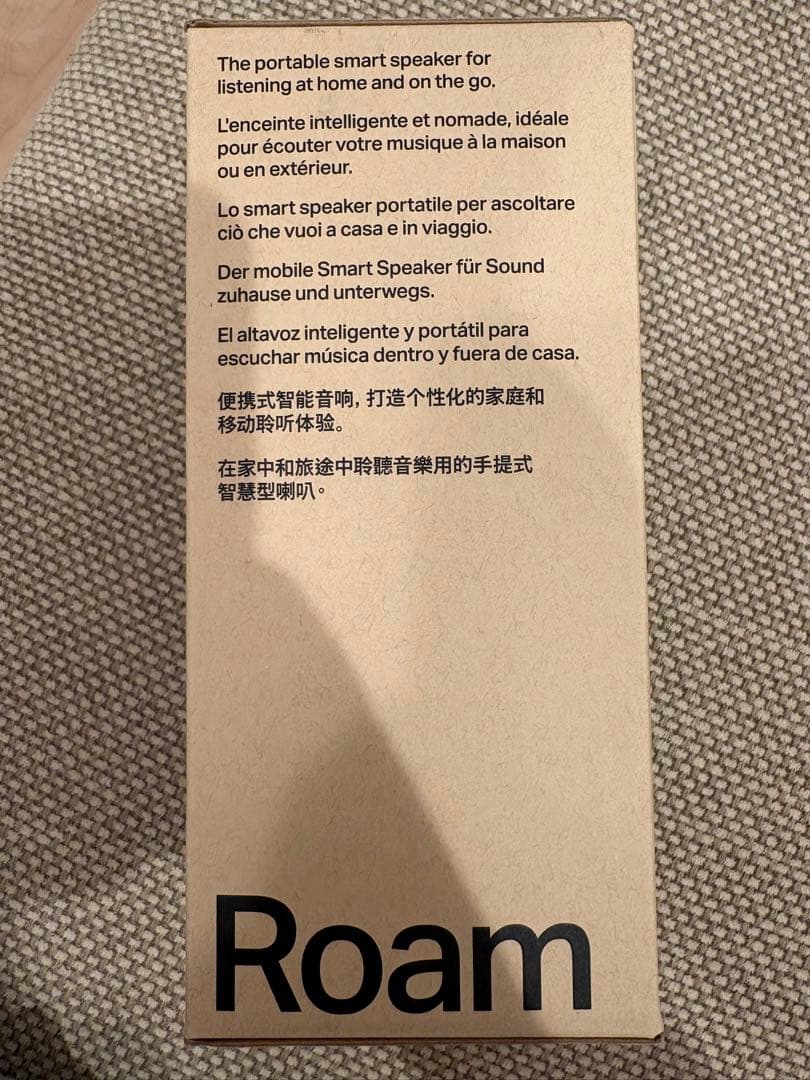 The portable smart speaker for
listening at home and on the go.
L'enceinte intelligente et nomade, idéale
pour écouter votre musique à la maison
ou en extérieur.
Lo smart speaker portatile per ascoltare
ciò che vuoi a casa e in viaggio.
Der mobile Smart Speaker für Sound
zuhause und unterwegs.
El altavoz inteligente y portátil para
escuchar música dentro y fuera de casa.
便携式智能音响, 打造个性化的家庭和
移动聆听体验。
在家中和旅途中聆聽音樂用的手提式
智慧型喇叭。
Roam